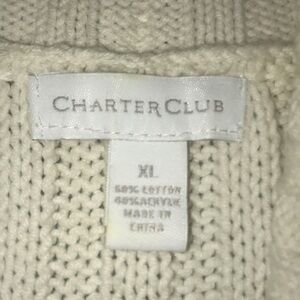 CHARTER CLUB
XL
60% COTTON
40% ACRYLIC
MADE IN
CHINA